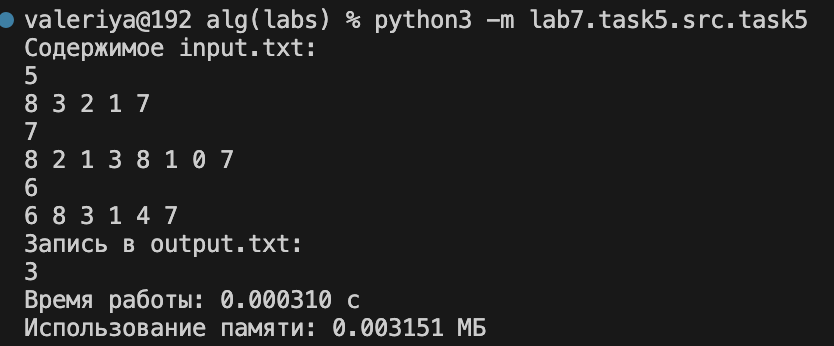 valeriya@192 alg(labs) % python3 -m lab7.task5.src.task5
Содержимое input.txt:
5
8 3 2 1 7
7
8 2 1 3 8 1 0 7
6
6 8 3 1 4 7
Запись в output.txt:
3
Время работы: 0.000310 с
Использование памяти: 0.003151 МБ